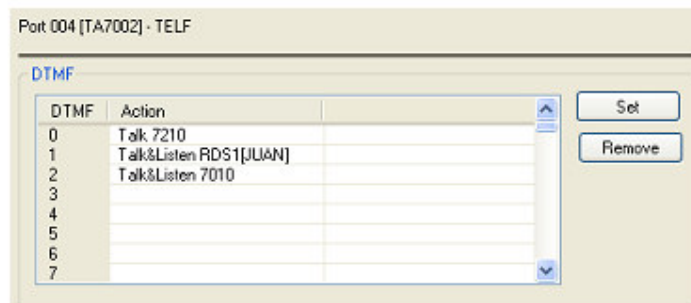 Port 004 [TA7002] - TELF
DTMF
DTMF Action
0 Talk 7210
1 Talk&Listen RDS1[JUAN]
2 Talk&Listen 7010
3
4
5
6
7
Set
Remove